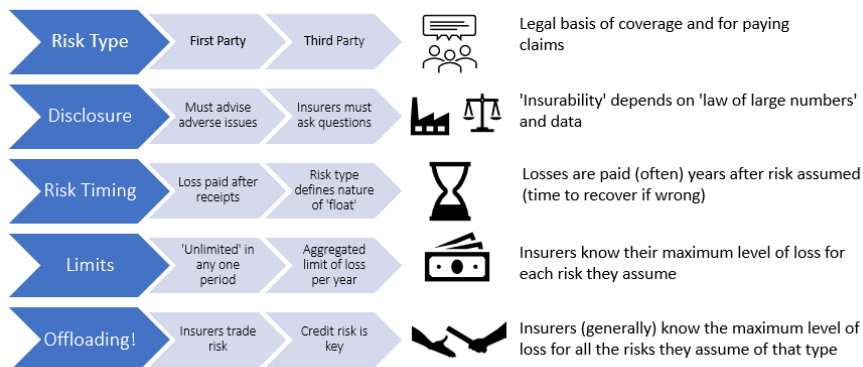 Risk Type
First Party
Third Party
Legal basis of coverage and for paying
claims
Disclosure
Must advise
adverse issues
Insurers must
ask questions
'Insurability' depends on 'law of large numbers'
and data
Risk Timing
Loss paid after
receipts
Risk type
defines nature
of 'float'
Losses are paid (often) years after risk assumed
(time to recover if wrong)
Limits
'Unlimited' in
any one
period
Aggregated
limit of loss
per year
Insurers know their maximum level of loss for
each risk they assume
Offloading!
Insurers trade
risk
Credit risk is
key
Insurers (generally) know the maximum level of
loss for all the risks they assume of that type